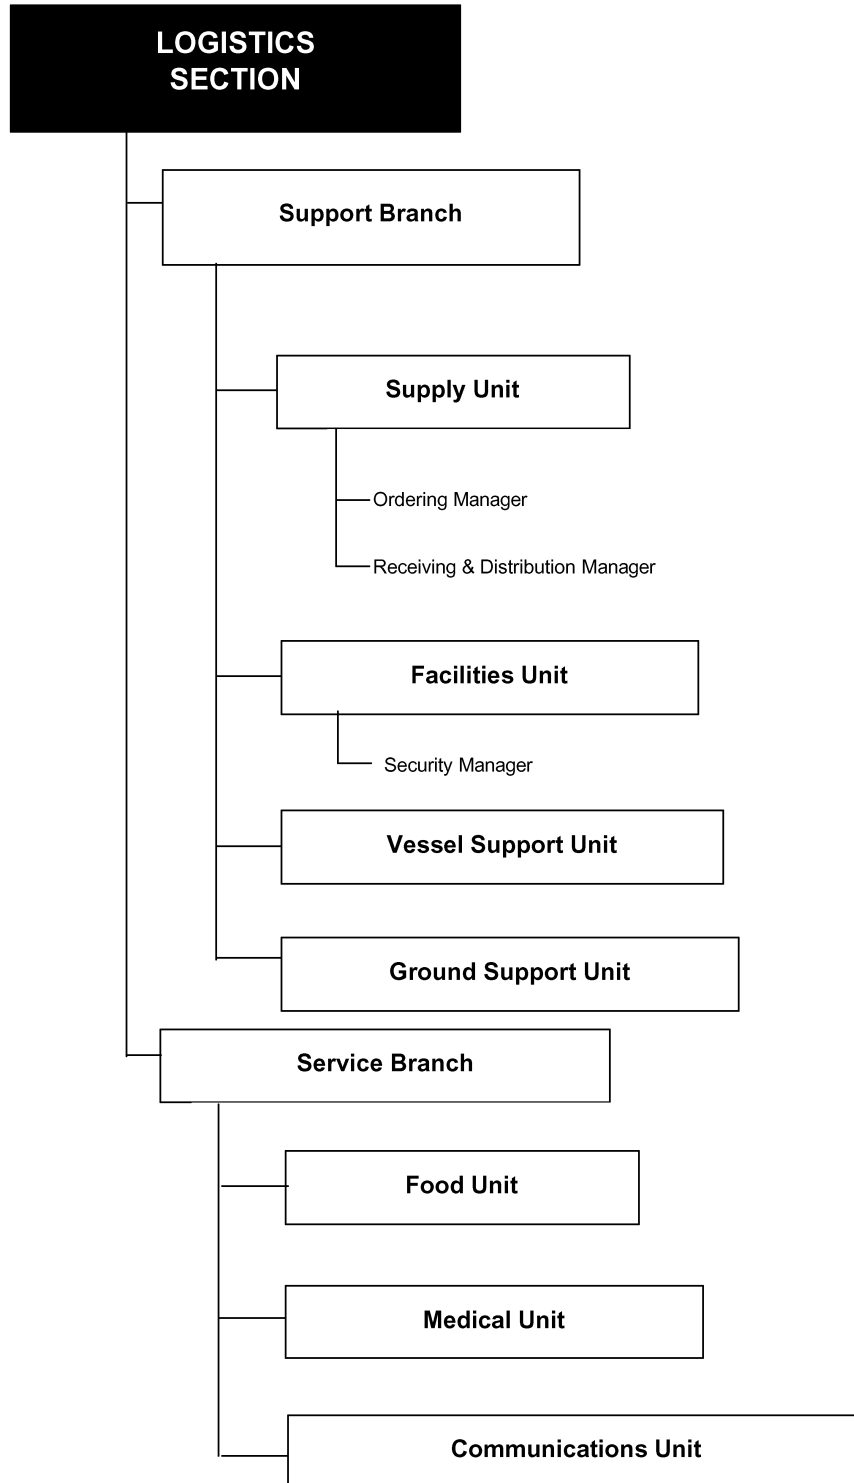 LOGISTICS
SECTION
Support Branch
Supply Unit
Ordering Manager
Receiving & Distribution Manager
Facilities Unit
Security Manager
Vessel Support Unit
Ground Support Unit
Service Branch
Food Unit
Medical Unit
Communications Unit